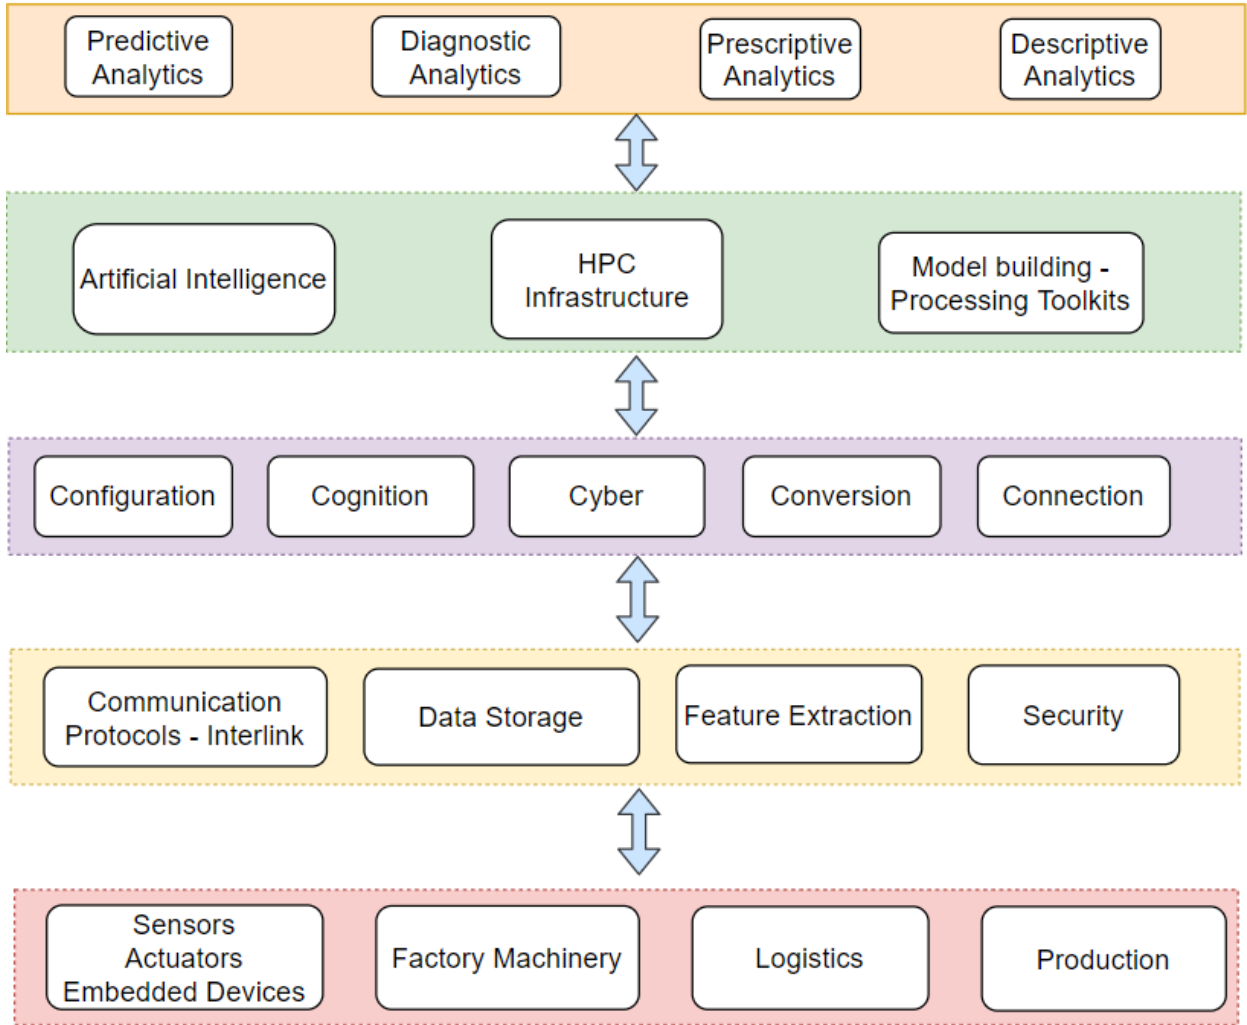 Predictive
Analytics
Diagnostic
Analytics
Prescriptive
Analytics
Descriptive
Analytics
Artificial Intelligence
HPC
Infrastructure
Model building -
Processing Toolkits
Configuration
Cognition
Cyber
Conversion
Connection
Communication
Protocols - Interlink
Data Storage
Feature Extraction
Security
Sensors
Actuators
Embedded Devices
Factory Machinery
Logistics
Production